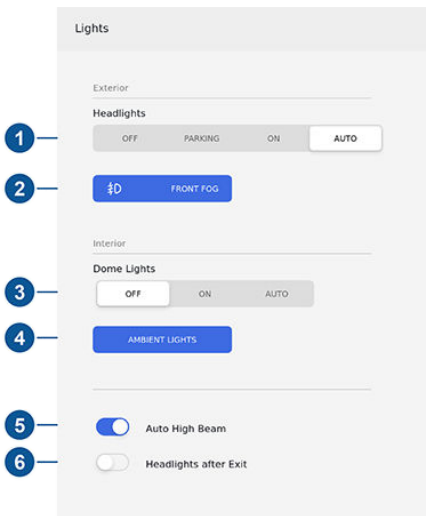 Lights
Exterior
Headlights
1 OFF PARKING ON AUTO
2 FRONT FOG
Interior
Dome Lights
3 OFF ON AUTO
4 AMBIENT LIGHTS
5 Auto High Beam
6 Headlights after Exit